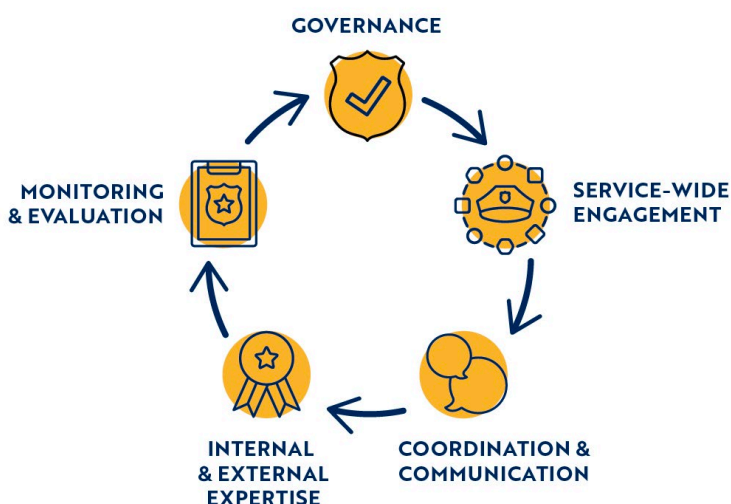 GOVERNANCE
SERVICE-WIDE
ENGAGEMENT
COORDINATION &
COMMUNICATION
INTERNAL
& EXTERNAL
EXPERTISE
MONITORING
& EVALUATION